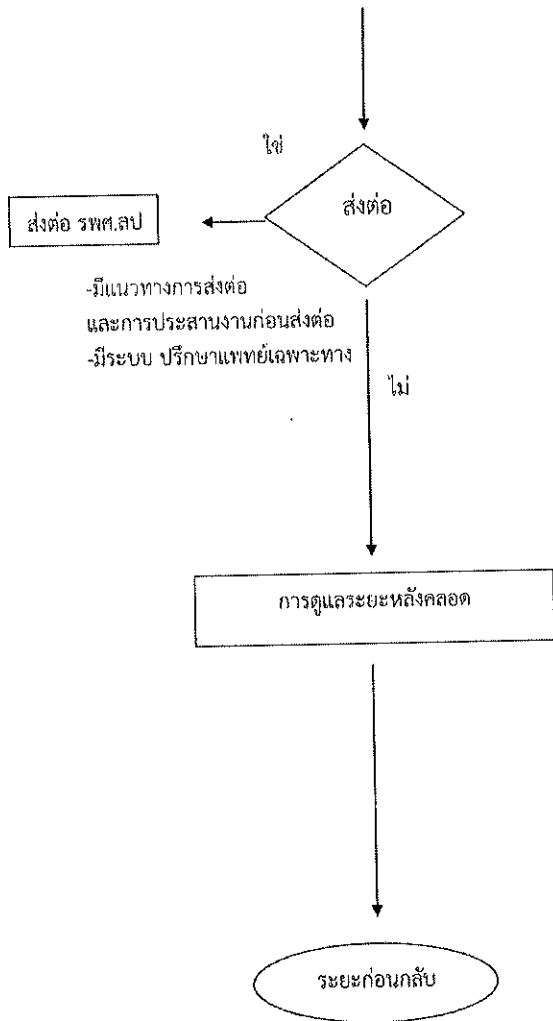 ใช่
ส่งต่อ
ส่งต่อ รพศ.ลป
-มีแนวทางการส่งต่อ
และการประสานงานก่อนส่งต่อ
-มีระบบ ปรึกษาแพทย์เฉพาะทาง
ไม่
การดูแลระยะหลังคลอด
ระยะก่อนกลับ